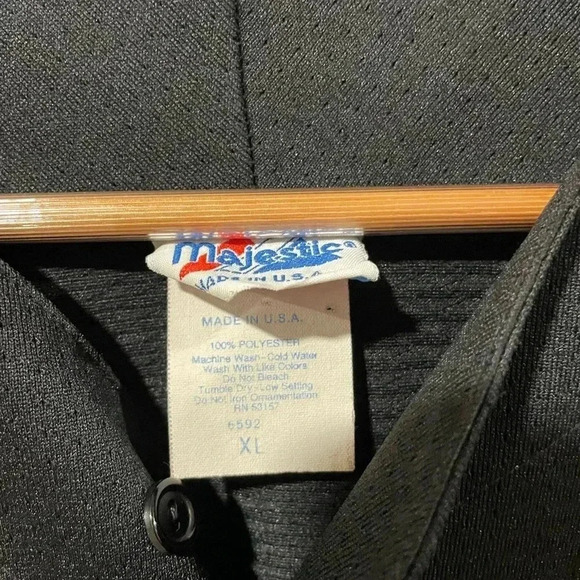 Majestic®
MADE IN U.S.A.
MADE IN U.S.A.
100% POLYESTER
Machine Wash-Cold Water
Wash With Like Colors
Do Not Bleach
Tumble Dry-Low Setting
Do Not Iron Ornamentation
RN 53157
6592
XL